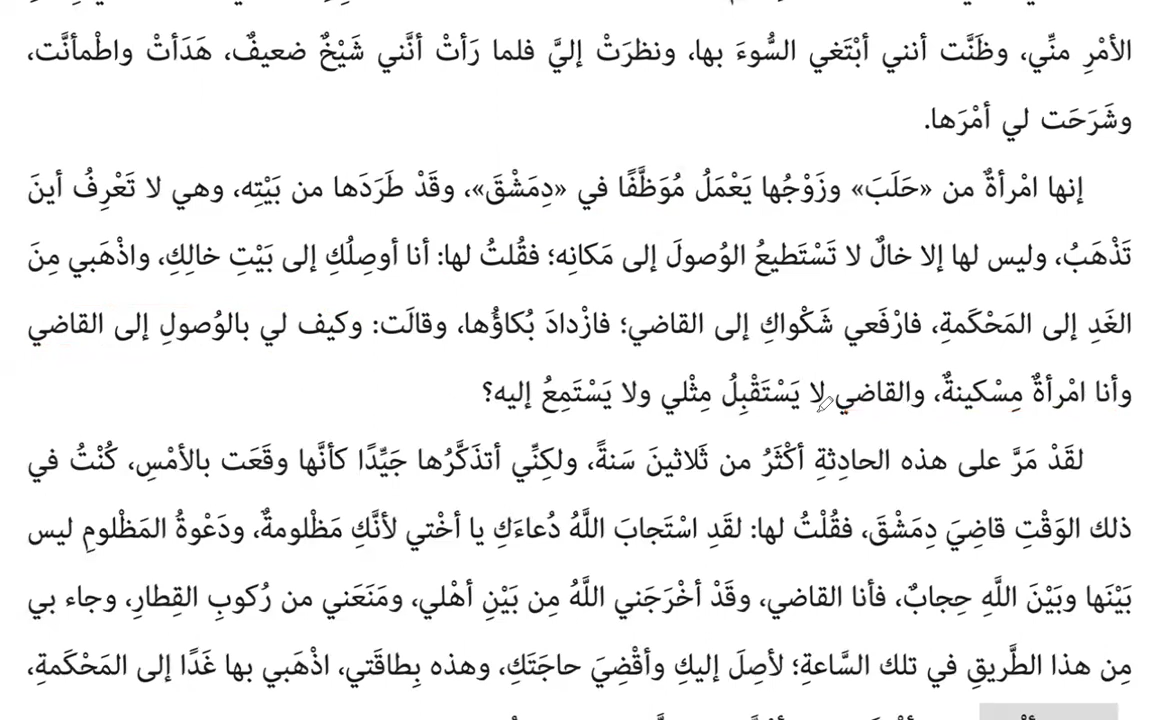 الأمْرِ منِّي، وظَنَّت أنني أبْتَغي السُّوءَ بها، ونظرَتْ إليَّ فلما رَأتْ أنَّني شَيْخٌ ضعيفٌ، هَدَأتْ واطْمأنَّت،
وشَرَحَت لي أمْرَها.
إنها امْرأةٌ من «حَلَبَ» وزَوْجُها يَعْمَلُ مُوَظَّفًا في «دِمَشْقَ»، وقَدْ طَرَدَها من بَيْتِه، وهي لا تَعْرِفُ أينَ
تَذْهَبُ، وليس لها إلا خالٌ لا تَسْتَطيعُ الوُصولَ إلى مَكانِه؛ فقُلتُ لها: أنا أوصِلُكِ إلى بَيْتِ خالِكِ، واذْهَبي مِنَ
الغَدِ إلى المَحْكَمةِ، فارْفَعي شَكْواكِ إلى القاضي؛ فازْدادَ بُكاؤُها، وقالَت: وكيف لي بالوُصولِ إلى القاضي
وأنا امْرأةٌ مِسْكينةٌ، والقاضي لا يَسْتَقْبِلُ مِثْلي ولا يَسْتَمِعُ إليه؟
لقَدْ مَرَّ على هذه الحادِثةِ أكْثَرُ من ثَلاثينَ سَنةً، ولكِنِّي أتذَكَّرُها جَيِّدًا كأنَّها وقَعَت بالأمْسِ، كُنْتُ في
ذلك الوَقْتِ قاضِيَ دِمَشْقَ، فقُلْتُ لها: لقَدِ اسْتَجابَ اللَّهُ دُعاءَكِ يا أخْتي لأنَّكِ مَظْلومةٌ، ودَعْوةُ المَظْلومِ ليس
بَيْنَها وبَيْنَ اللَّهِ حِجابٌ، فأنا القاضي، وقَدْ أخْرَجَني اللَّهُ مِن بَيْنِ أهْلي، ومَنَعَني من رُكوبِ القِطارِ، وجاء بي
مِن هذا الطَّريقِ في تلك السَّاعةِ؛ لأصِلَ إليكِ وأقْضِيَ حاجَتَكِ، وهذه بِطاقَتي، اذْهَبي بها غَدًا إلى المَحْكَمةِ،